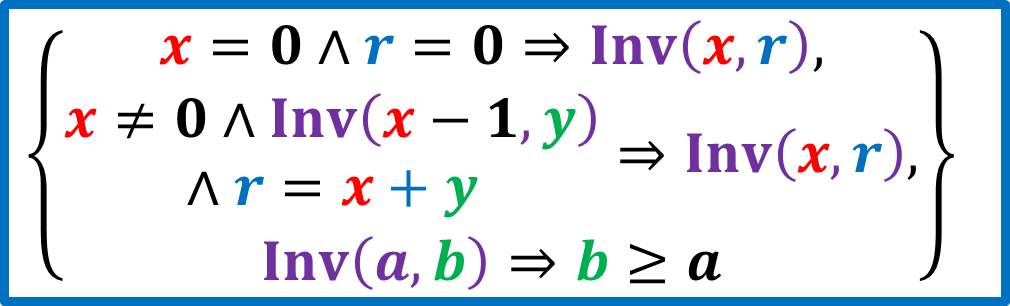 x = 0 ∧ r = 0 ⇒ Inv(x, r),
x ≠ 0 ∧ Inv(x − 1, y)
∧ r = x + y
⇒ Inv(x, r),
Inv(a, b) ⇒ b ≥ a